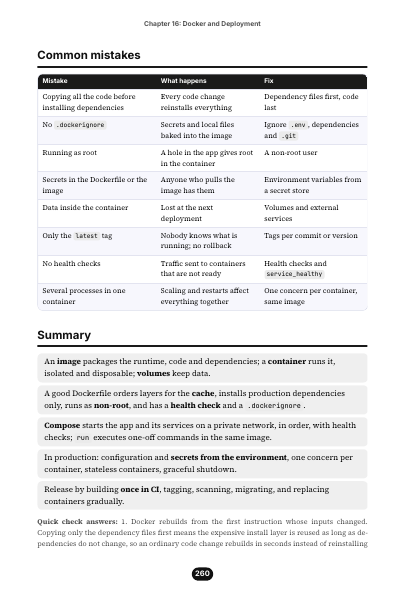 Chapter 16: Docker and Deployment
Common mistakes
Mistake What happens Fix
Copying all the code before installing dependencies Every code change reinstalls everything Dependency files first, code last
No .dockerignore Secrets and local files baked into the image Ignore .env, dependencies and .git
Running as root A hole in the app gives root in the container A non-root user
Secrets in the Dockerfile or the image Anyone who pulls the image has them Environment variables from a secret store
Data inside the container Lost at the next deployment Volumes and external services
Only the latest tag Nobody knows what is running; no rollback Tags per commit or version
No health checks Traffic sent to containers that are not ready Health checks and service_healthy
Several processes in one container Scaling and restarts affect everything together One concern per container, same image
Summary
An image packages the runtime, code and dependencies; a container runs it,
isolated and disposable; volumes keep data.
A good Dockerfile orders layers for the cache, installs production dependencies
only, runs as non-root, and has a health check and a .dockerignore.
Compose starts the app and its services on a private network, in order, with health
checks; run executes one-off commands in the same image.
In production: configuration and secrets from the environment, one concern per
container, stateless containers, graceful shutdown.
Release by building once in CI, tagging, scanning, migrating, and replacing
containers gradually.
Quick check answers: 1. Docker rebuilds from the first instruction whose inputs changed.
Copying only the dependency files first means the expensive install layer is reused as long as de-
pendencies do not change, so an ordinary code change rebuilds in seconds instead of reinstalling
260